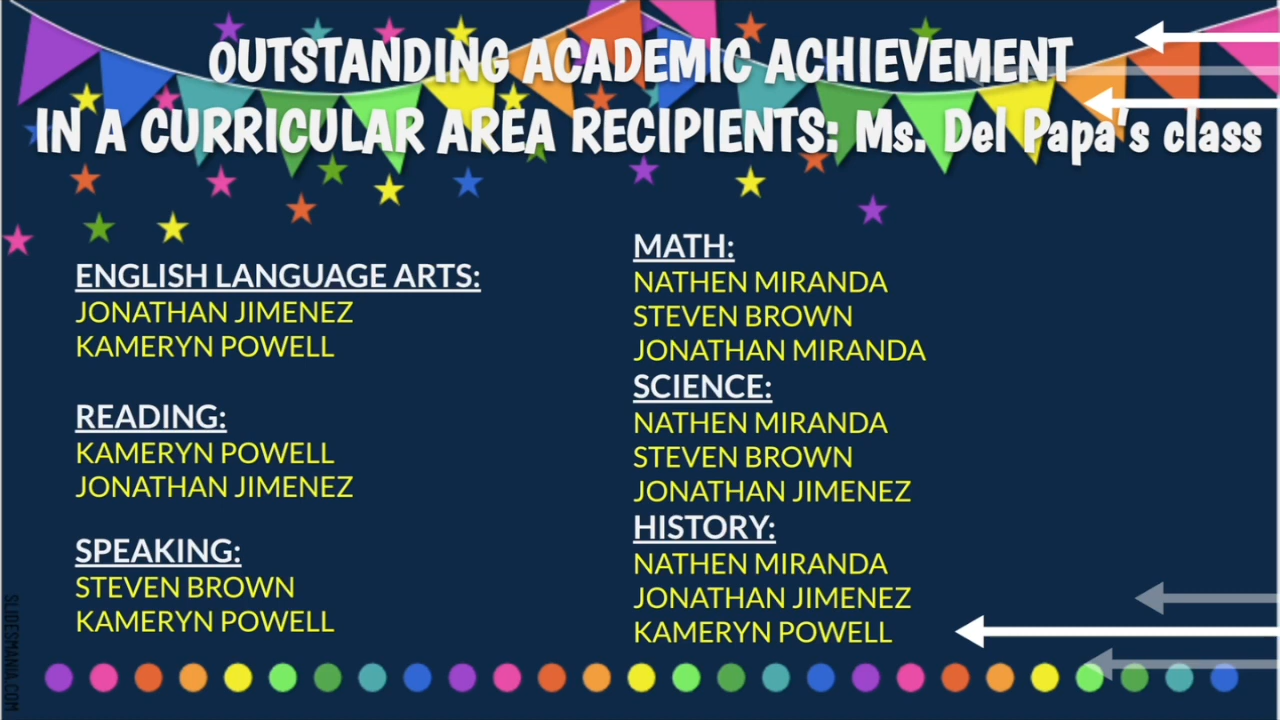 OUTSTANDING ACADEMIC ACHIEVEMENT
IN A CURRICULAR AREA RECIPIENTS: Ms. Del Papa's class
ENGLISH LANGUAGE ARTS:
JONATHAN JIMENEZ
KAMERYN POWELL
READING:
KAMERYN POWELL
JONATHAN JIMENEZ
SPEAKING:
STEVEN BROWN
KAMERYN POWELL
MATH:
NATHEN MIRANDA
STEVEN BROWN
JONATHAN MIRANDA
SCIENCE:
NATHEN MIRANDA
STEVEN BROWN
JONATHAN JIMENEZ
HISTORY:
NATHEN MIRANDA
JONATHAN JIMENEZ
KAMERYN POWELL
SLIDESMANIA.COM